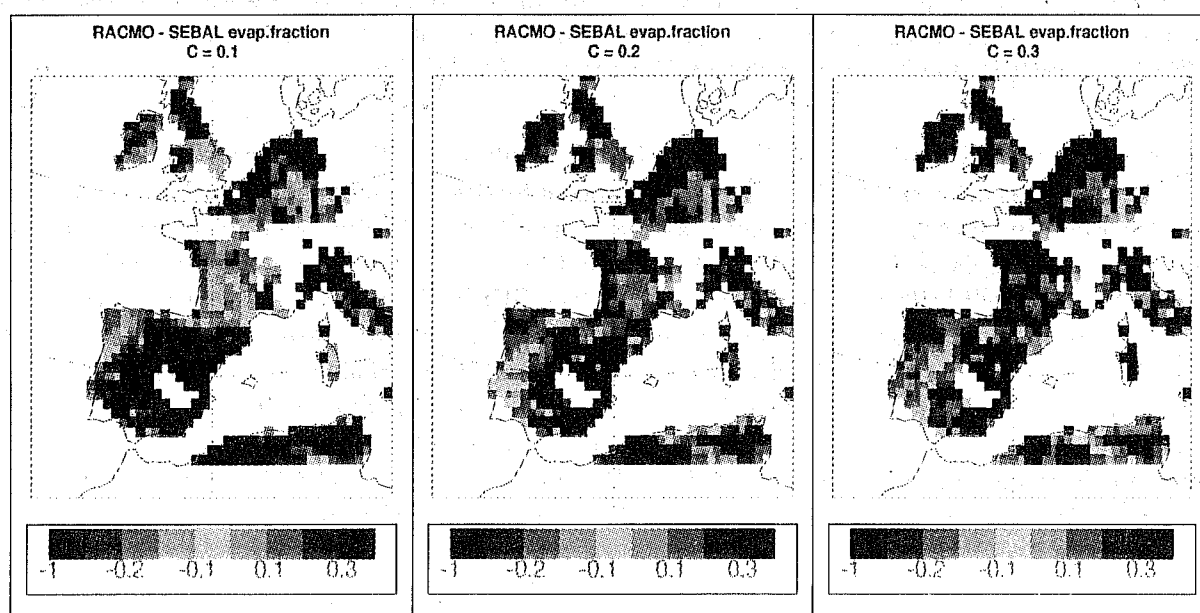 RACMO - SEBAL evap.fraction
C = 0.1
-1 -0.2 -0.1 0.1 0.3
RACMO - SEBAL evap.fraction
C = 0.2
-1 -0.2 -0.1 0.1 0.3
RACMO - SEBAL evap.fraction
C = 0.3
-1 -0.2 -0.1 0.1 0.3